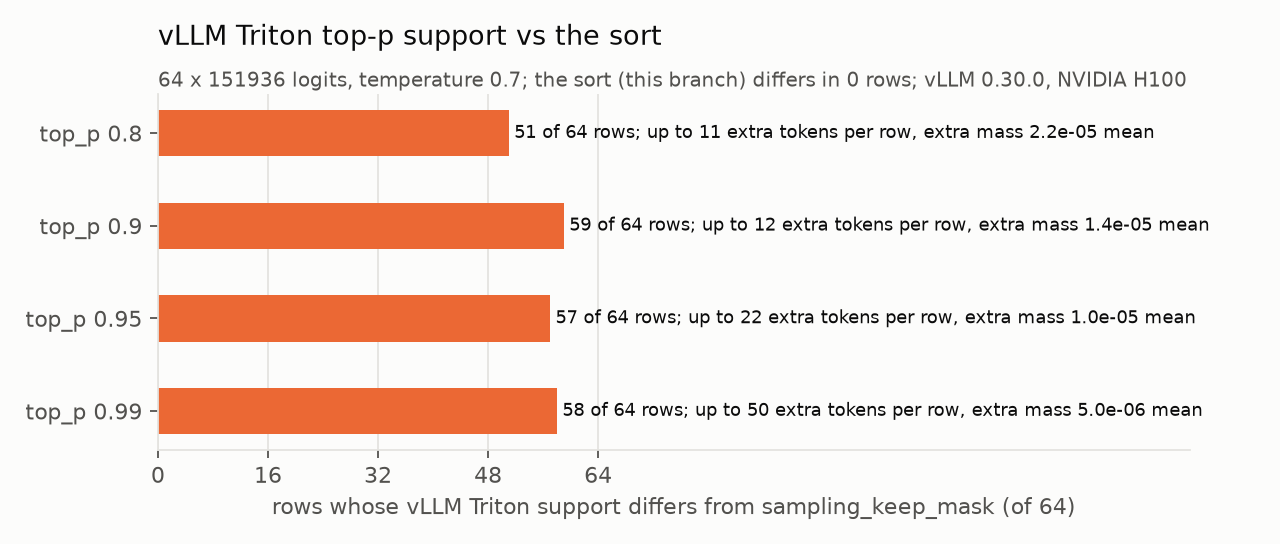 vLLM Triton top-p support vs the sort
64 x 151936 logits, temperature 0.7; the sort (this branch) differs in 0 rows; vLLM 0.30.0, NVIDIA H100
top_p 0.8
51 of 64 rows; up to 11 extra tokens per row, extra mass 2.2e-05 mean
top_p 0.9
59 of 64 rows; up to 12 extra tokens per row, extra mass 1.4e-05 mean
top_p 0.95
57 of 64 rows; up to 22 extra tokens per row, extra mass 1.0e-05 mean
top_p 0.99
58 of 64 rows; up to 50 extra tokens per row, extra mass 5.0e-06 mean
0 16 32 48 64
rows whose vLLM Triton support differs from sampling_keep_mask (of 64)